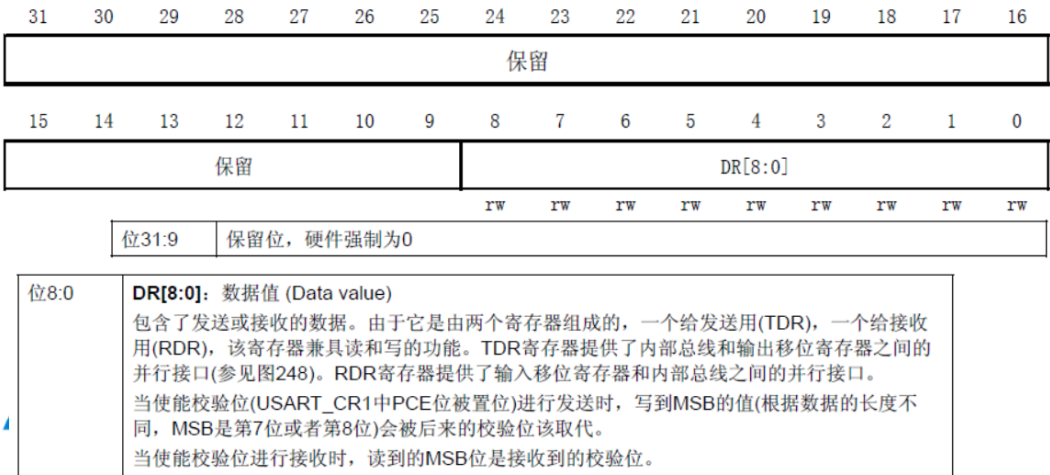 31 30 29 28 27 26 25 24 23 22 21 20 19 18 17 16
保留
15 14 13 12 11 10 9 8 7 6 5 4 3 2 1 0
保留 DR[8:0]
rw rw rw rw rw rw rw rw rw
位31:9 保留位，硬件强制为0
位8:0 DR[8:0]：数据值 (Data value)
包含了发送或接收的数据。由于它是由两个寄存器组成的，一个给发送用(TDR)，一个给接收
用(RDR)，该寄存器兼具读和写的功能。TDR寄存器提供了内部总线和输出移位寄存器之间的
并行接口(参见图248)。RDR寄存器提供了输入移位寄存器和内部总线之间的并行接口。
当使能校验位(USART_CR1中PCE位被置位)进行发送时，写到MSB的值(根据数据的长度不
同，MSB是第7位或者第8位)会被后来的校验位该取代。
当使能校验位进行接收时，读到的MSB位是接收到的校验位。